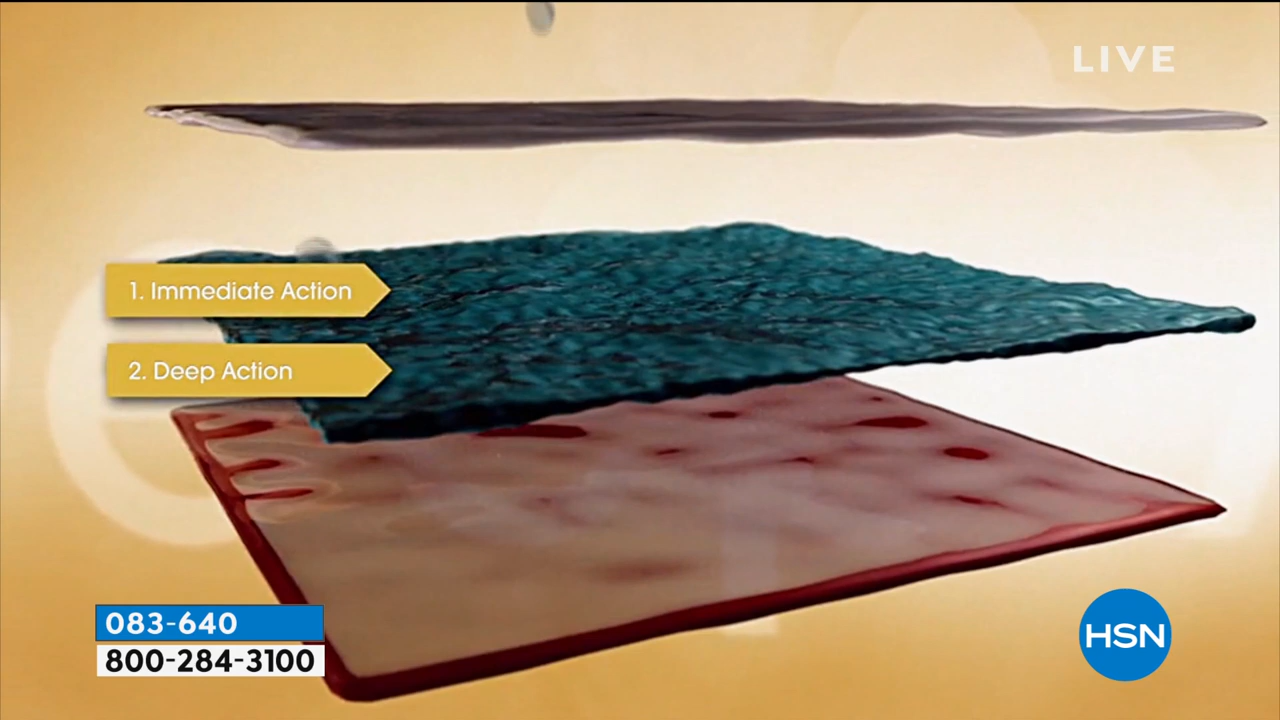 LIVE
1. Immediate Action
2. Deep Action
083-640
800-284-3100
HSN